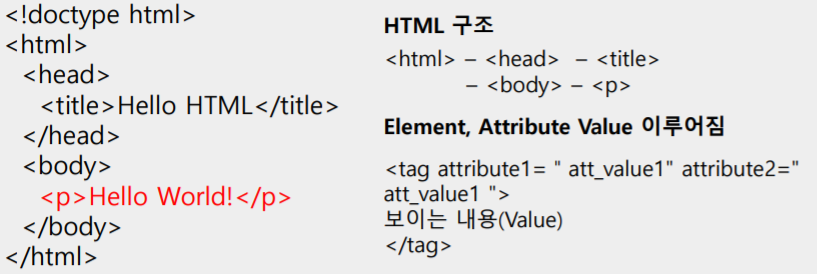 <!doctype html>
<html>
<head>
<title>Hello HTML</title>
</head>
<body>
<p>Hello World!</p>
</body>
</html>
HTML 구조
<html> – <head> – <title>
– <body> – <p>
Element, Attribute Value 이루어짐
<tag attribute1= " att_value1" attribute2="
att_value1 ">
보이는 내용(Value)
</tag>